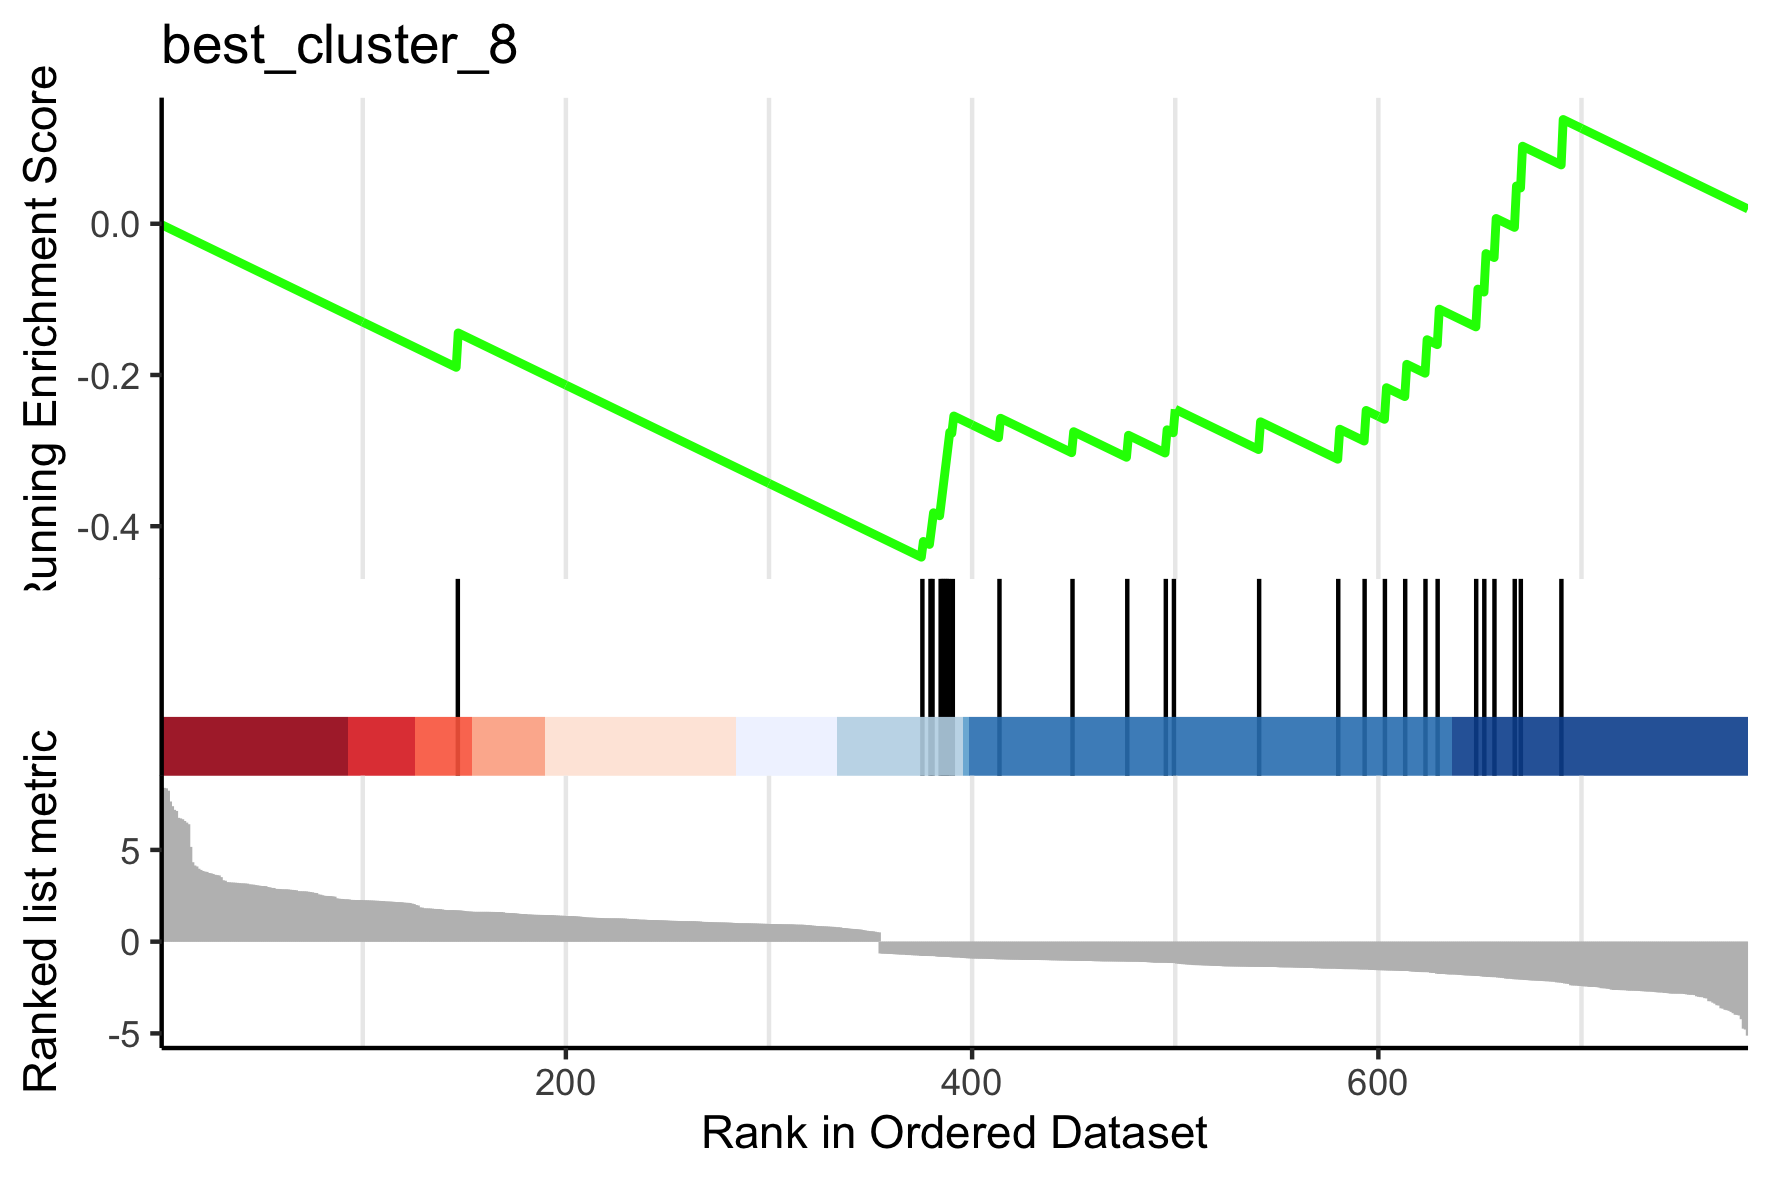 best_cluster_8
Running Enrichment Score
0.0
-0.2
-0.4
Ranked list metric
5
0
-5
200
400
600
Rank in Ordered Dataset